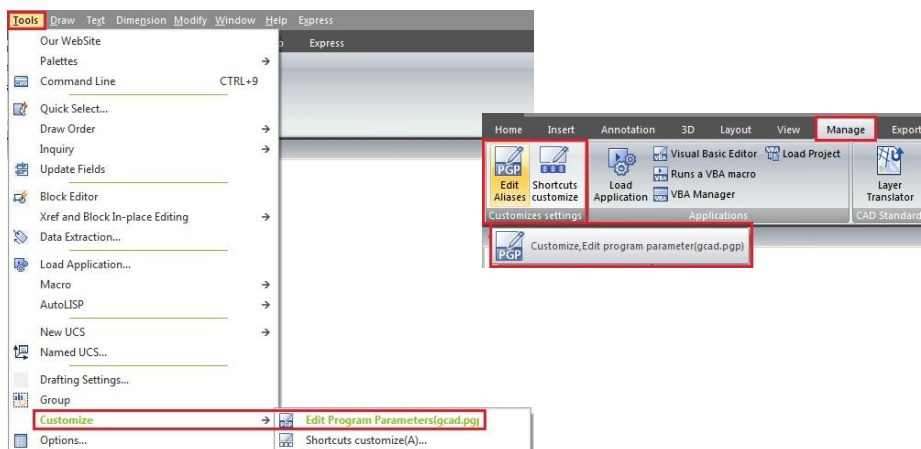 Tools Draw Text Dimension Modify Window Help Express
Our WebSite
Express
Palettes
Command Line CTRL+9
Quick Select...
Draw Order
Inquiry
Update Fields
Block Editor
Xref and Block In-place Editing
Data Extraction...
Load Application...
Macro
AutoLISP
New UCS
Named UCS...
Drafting Settings...
Group
Customize
Edit Program Parameters(gcad.pgp
Options...
Shortcuts customize(A)...
Home Insert Annotation 3D Layout View Manage Export
PGP
Edit
Aliases
Shortcuts
customize
Load
Application
Visual Basic Editor
Load Project
Runs a VBA macro
VBA Manager
Layer
Translator
Customizes settings
Applications
CAD Standard
PGP
Customize,Edit program parameter(gcad.pgp)